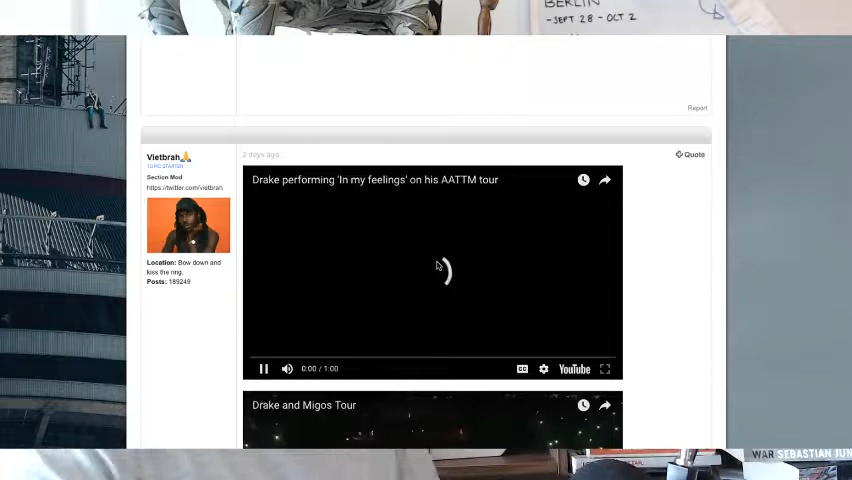 BERLIN
-SEPT 28 - OCT 2
Report
Vietbrah🙏
TOPIC STARTER
Section Mod
https://twitter.com/vietbrah
Location: Bow down and
kiss the ring.
Posts: 189249
2 days ago
Quote
Drake performing 'In my feelings' on his AATTM tour
0:00 / 1:00
CC
YouTube
Drake and Migos Tour
WAR SEBASTIAN JUN